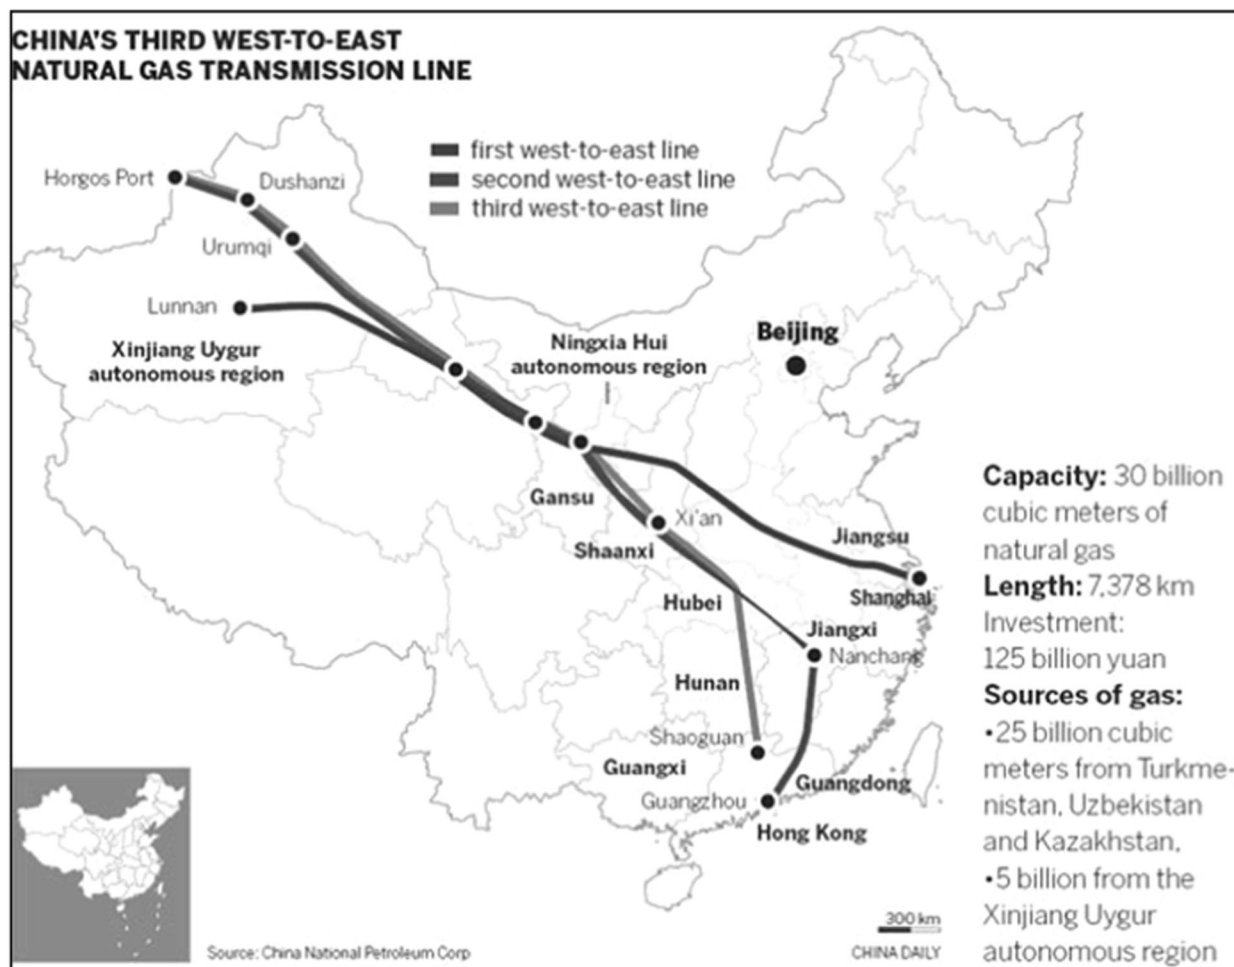 CHINA'S THIRD WEST-TO-EAST
NATURAL GAS TRANSMISSION LINE
first west-to-east line
second west-to-east line
third west-to-east line
Horgos Port
Dushanzi
Urumqi
Lunnan
Xinjiang Uygur
autonomous region
Ningxia Hui
autonomous region
Beijing
Gansu
Xi'an
Shaanxi
Jiangsu
Shanghai
Hubei
Jiangxi
Nanchang
Hunan
Shaoguan
Guangxi
Guangdong
Guangzhou
Hong Kong
Capacity: 30 billion
cubic meters of
natural gas
Length: 7,378 km
Investment:
125 billion yuan
Sources of gas:
•25 billion cubic
meters from Turkme-
nistan, Uzbekistan
and Kazakhstan,
•5 billion from the
Xinjiang Uygur
autonomous region
300 km
CHINA DAILY
Source: China National Petroleum Corp